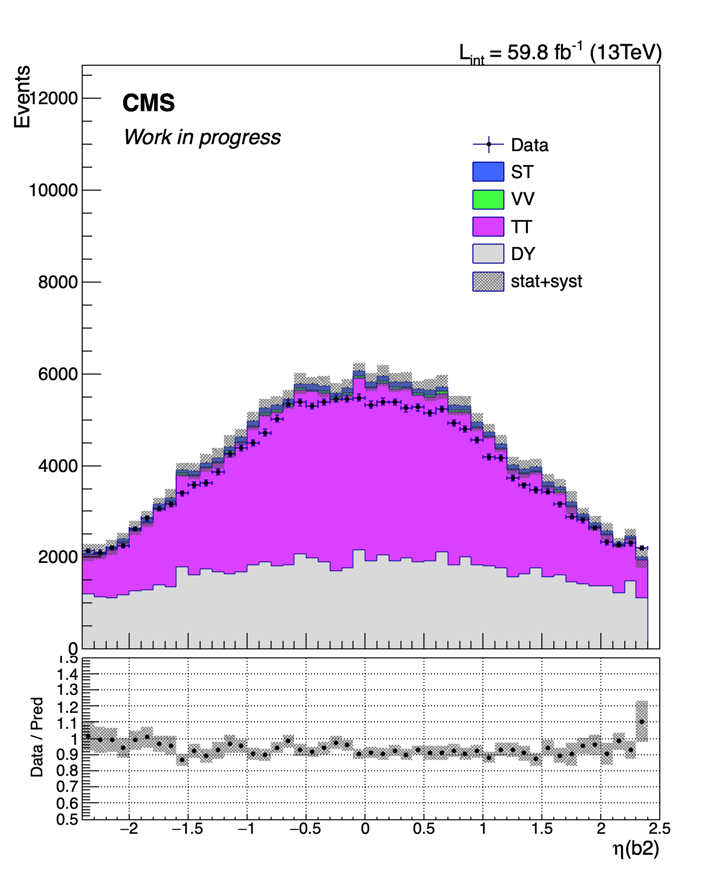 L_int = 59.8 fb⁻¹ (13TeV)
Events
12000
10000
8000
6000
4000
2000
0
CMS
Work in progress
Data
ST
VV
TT
DY
stat+syst
Data / Pred
1.5
1.4
1.3
1.2
1.1
1
0.9
0.8
0.7
0.6
0.5
−2 −1.5 −1 −0.5 0 0.5 1 1.5 2 2.5
η(b2)